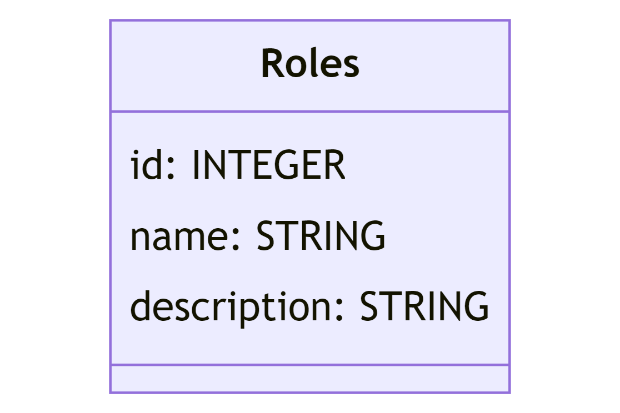 Roles
id: INTEGER
name: STRING
description: STRING